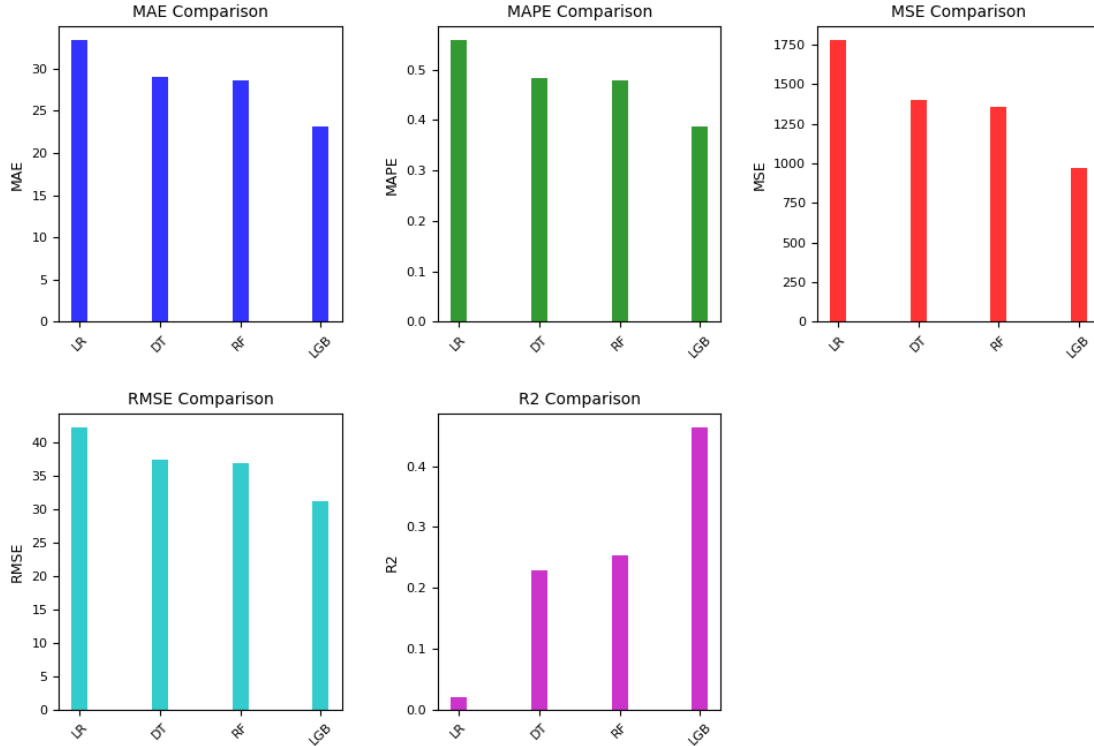 MAE Comparison
MAE
30
25
20
15
10
5
0
LR DT RF LGB
MAPE Comparison
MAPE
0.5
0.4
0.3
0.2
0.1
0.0
LR DT RF LGB
MSE Comparison
MSE
1750
1500
1250
1000
750
500
250
0
LR DT RF LGB
RMSE Comparison
RMSE
40
35
30
25
20
15
10
5
0
LR DT RF LGB
R2 Comparison
R2
0.4
0.3
0.2
0.1
0.0
LR DT RF LGB